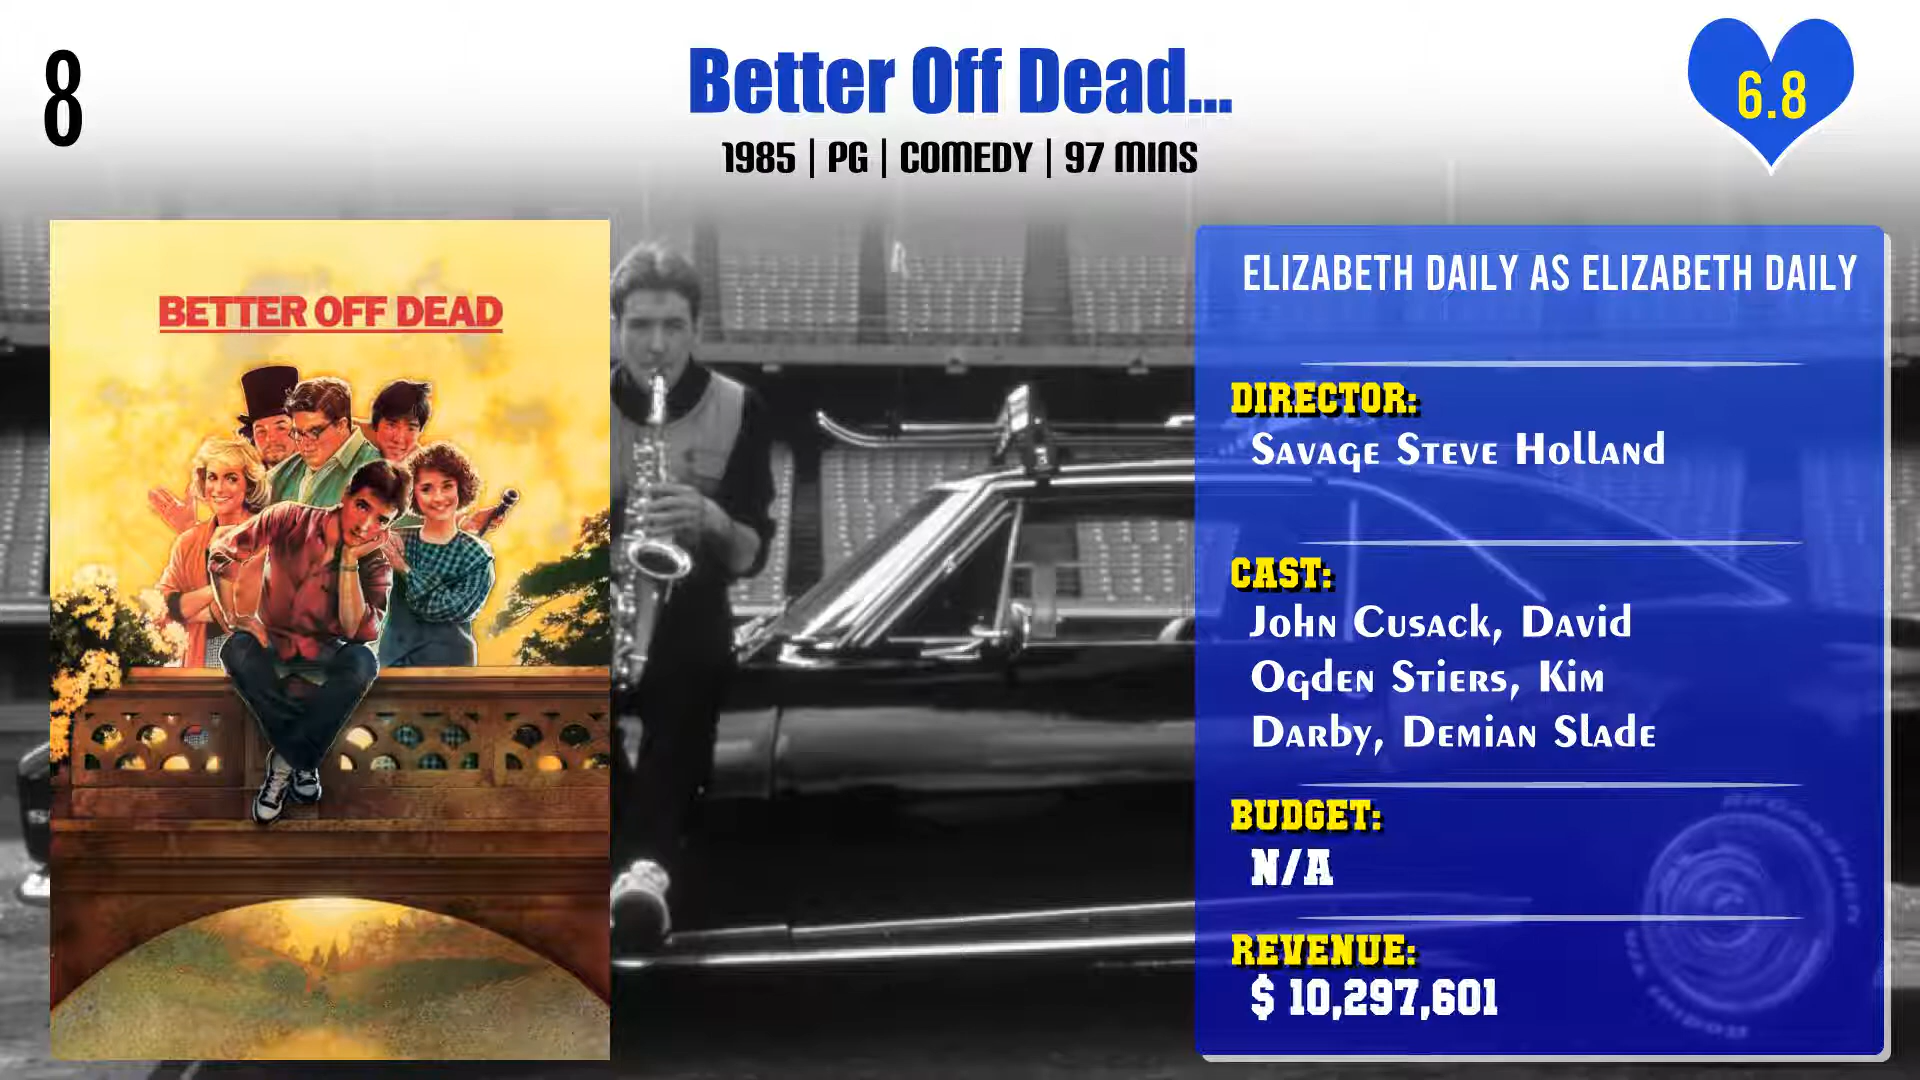 8
Better Off Dead...
1985 | PG | COMEDY | 97 MINS
6.8
BETTER OFF DEAD
ELIZABETH DAILY AS ELIZABETH DAILY
DIRECTOR:
Savage Steve Holland
CAST:
John Cusack, David
Ogden Stiers, Kim
Darby, Demian Slade
BUDGET:
N/A
REVENUE:
$ 10,297,601